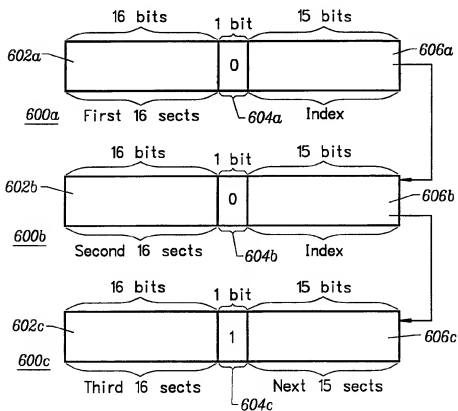 16 bits 1 bit 15 bits
602a 0 606a
600a First 16 sects 604a Index
16 bits 15 bits
602b 0 606b
600b Second 16 sects 604b Index
16 bits 1 bit 15 bits
602c 1 606c
600c Third 16 sects 604c Next 15 sects